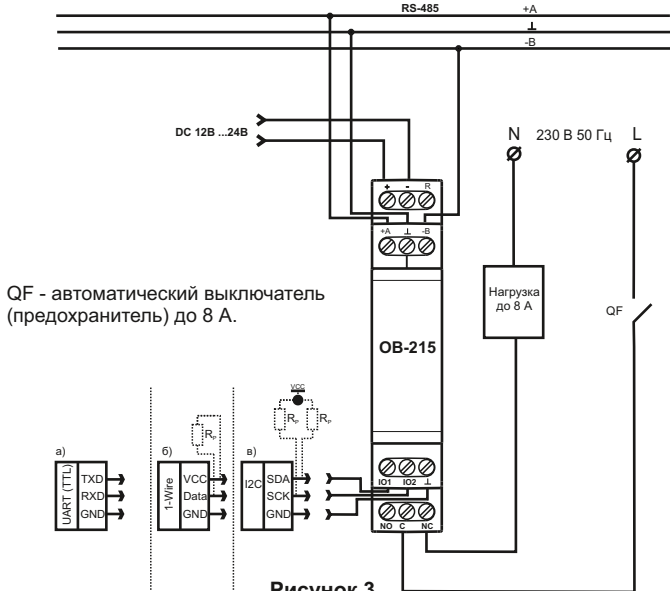 RS-485 +A
⊥
-B
DC 12В ...24В
N 230 В 50 Гц L
+ - R
+A ⊥ -B
QF - автоматический выключатель
(предохранитель) до 8 А.
Нагрузка
до 8 А
QF
ОВ-215
VCC
Rp
Rp Rp
а) б) в)
UART (TTL)
TXD
RXD
GND
1-Wire
VCC
Data
GND
I2C
SDA
SCK
GND
IO1 IO2 ⊥
NO C NC
Рисунок 3